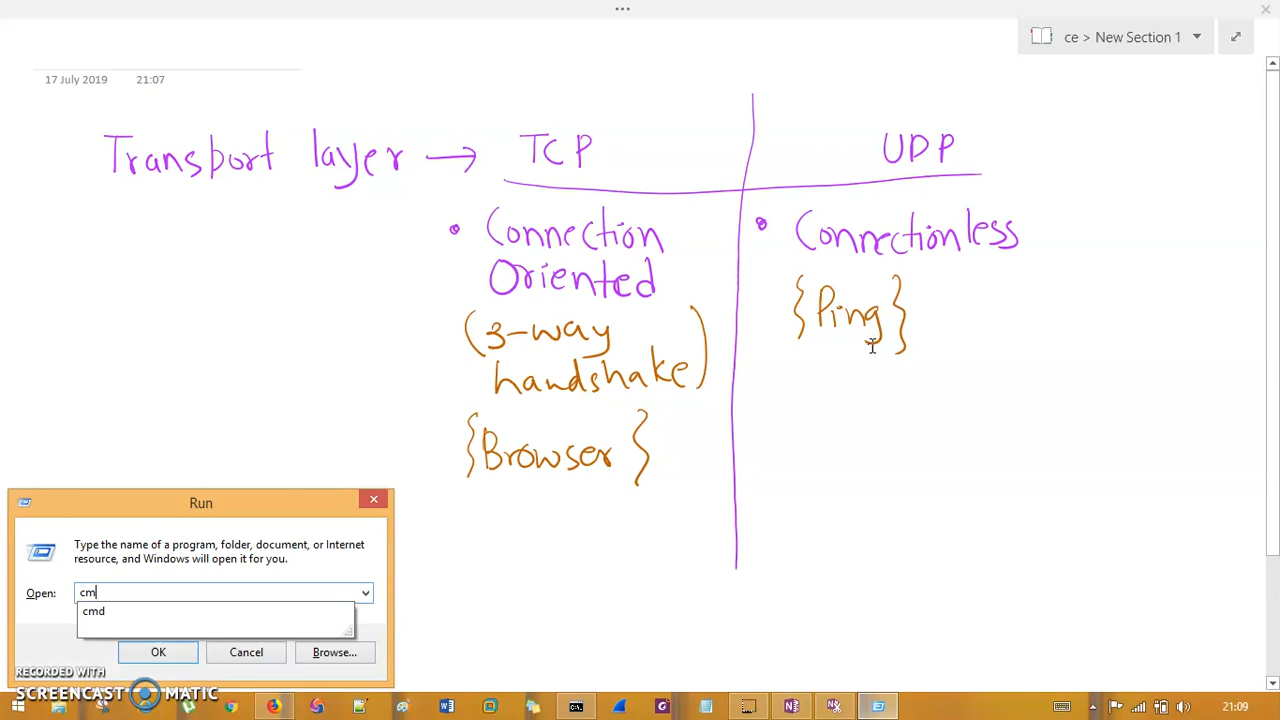 ce > New Section 1
17 July 2019 21:07
Transport layer → TCP UDP
• Connection
Oriented
(3-way
handshake)
{Browser}
• Connectionless
{Ping}
Run
Type the name of a program, folder, document, or Internet
resource, and Windows will open it for you.
Open: cm
cmd
OK Cancel Browse...
RECORDED WITH
SCREENCAST MATIC
21:09